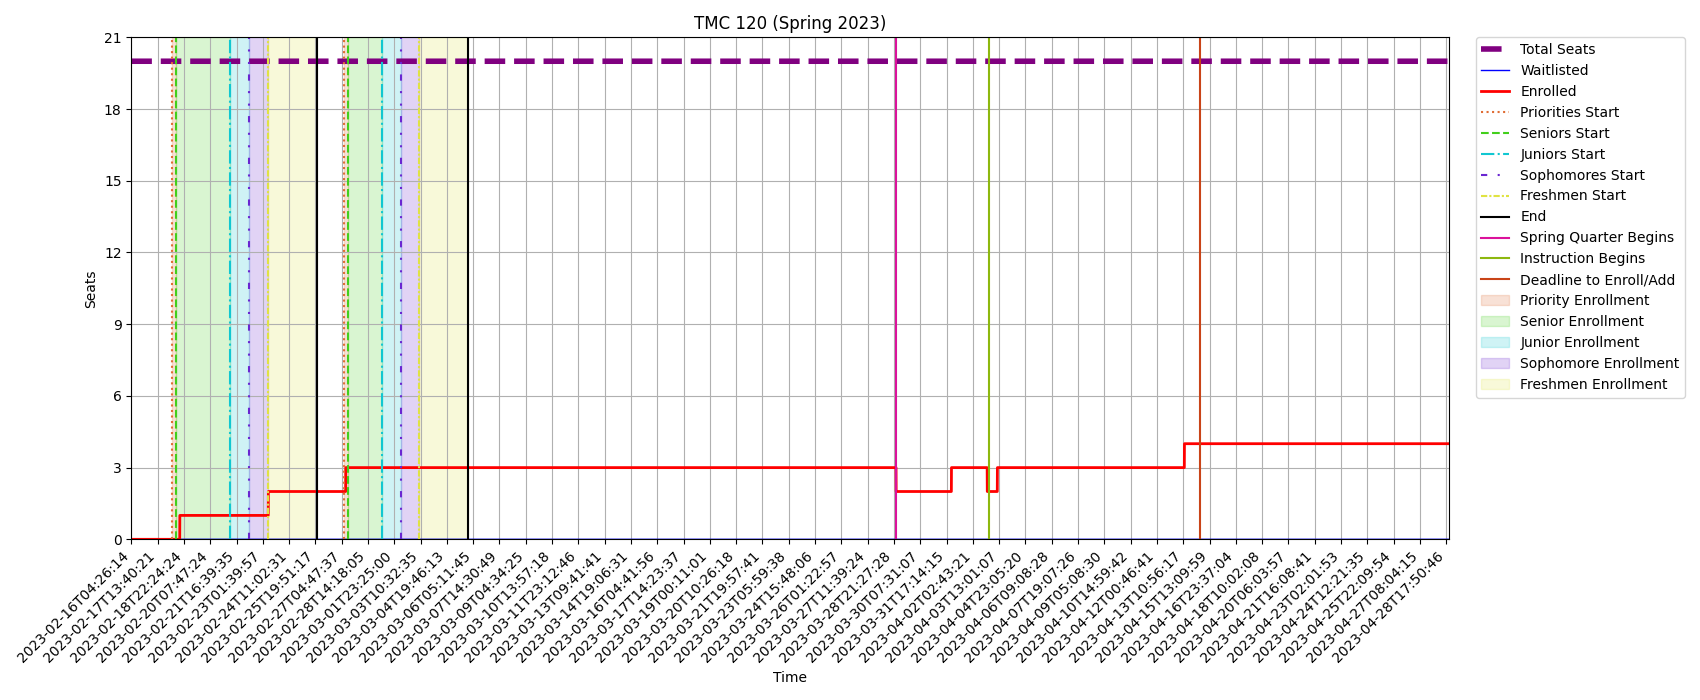 TMC 120 (Spring 2023)
21
18
15
12
9
6
3
0
Seats
2023-02-16T04:26:14
2023-02-17T13:40:21
2023-02-18T22:24:24
2023-02-20T07:47:24
2023-02-21T16:39:35
2023-02-23T01:39:57
2023-02-24T11:02:31
2023-02-25T19:51:17
2023-02-27T04:47:37
2023-02-28T14:18:05
2023-03-01T23:25:00
2023-03-03T10:32:35
2023-03-04T19:46:13
2023-03-06T05:11:45
2023-03-07T14:30:49
2023-03-09T04:34:25
2023-03-10T13:57:18
2023-03-11T23:12:46
2023-03-13T09:41:41
2023-03-14T19:06:31
2023-03-16T04:41:56
2023-03-17T14:23:37
2023-03-19T00:11:01
2023-03-20T10:26:18
2023-03-21T19:57:41
2023-03-23T05:59:38
2023-03-24T15:48:06
2023-03-26T01:22:57
2023-03-27T11:39:24
2023-03-28T21:27:28
2023-03-30T07:31:07
2023-03-31T17:14:15
2023-04-02T02:43:21
2023-04-03T13:01:07
2023-04-04T23:05:20
2023-04-06T09:08:28
2023-04-07T19:07:26
2023-04-09T05:08:30
2023-04-10T14:59:42
2023-04-12T00:46:41
2023-04-13T10:56:17
2023-04-15T13:09:59
2023-04-16T23:37:04
2023-04-18T10:02:08
2023-04-20T06:03:57
2023-04-21T16:08:41
2023-04-23T02:01:53
2023-04-24T12:21:35
2023-04-25T22:09:54
2023-04-27T08:04:15
2023-04-28T17:50:46
Time
Total Seats
Waitlisted
Enrolled
Priorities Start
Seniors Start
Juniors Start
Sophomores Start
Freshmen Start
End
Spring Quarter Begins
Instruction Begins
Deadline to Enroll/Add
Priority Enrollment
Senior Enrollment
Junior Enrollment
Sophomore Enrollment
Freshmen Enrollment